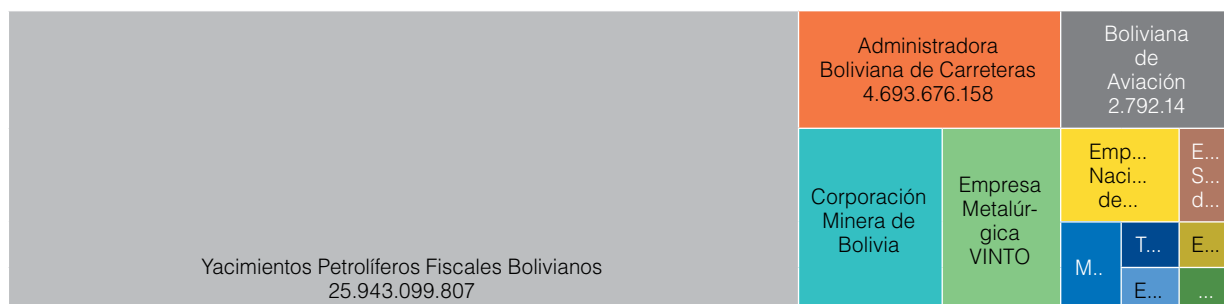 Yacimientos Petrolíferos Fiscales Bolivianos
25.943.099.807
Administradora
Boliviana de Carreteras
4.693.676.158
Boliviana
de
Aviación
2.792.14
Corporación
Minera de
Bolivia
Empresa
Metalúr-
gica
VINTO
Emp...
Naci...
de...
E...
S...
d...
M..
T...
E...
E...
...